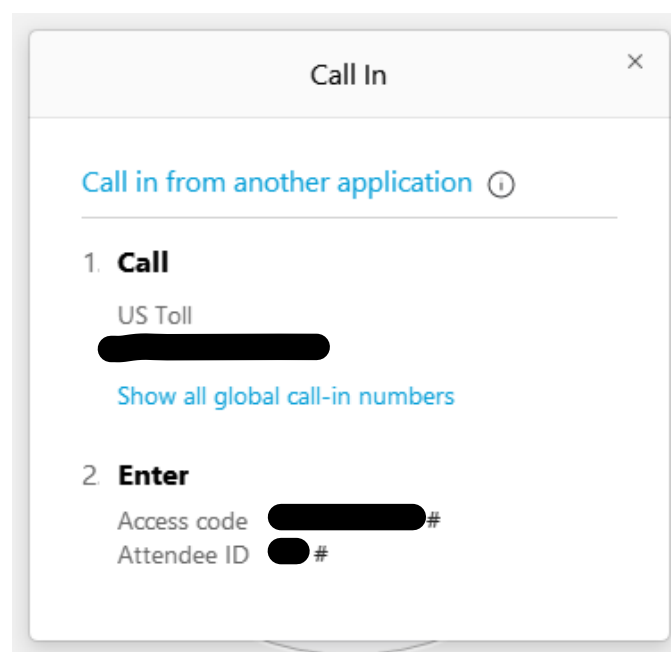 Call In
Call in from another application
1. Call
US Toll
Show all global call-in numbers
2. Enter
Access code #
Attendee ID #